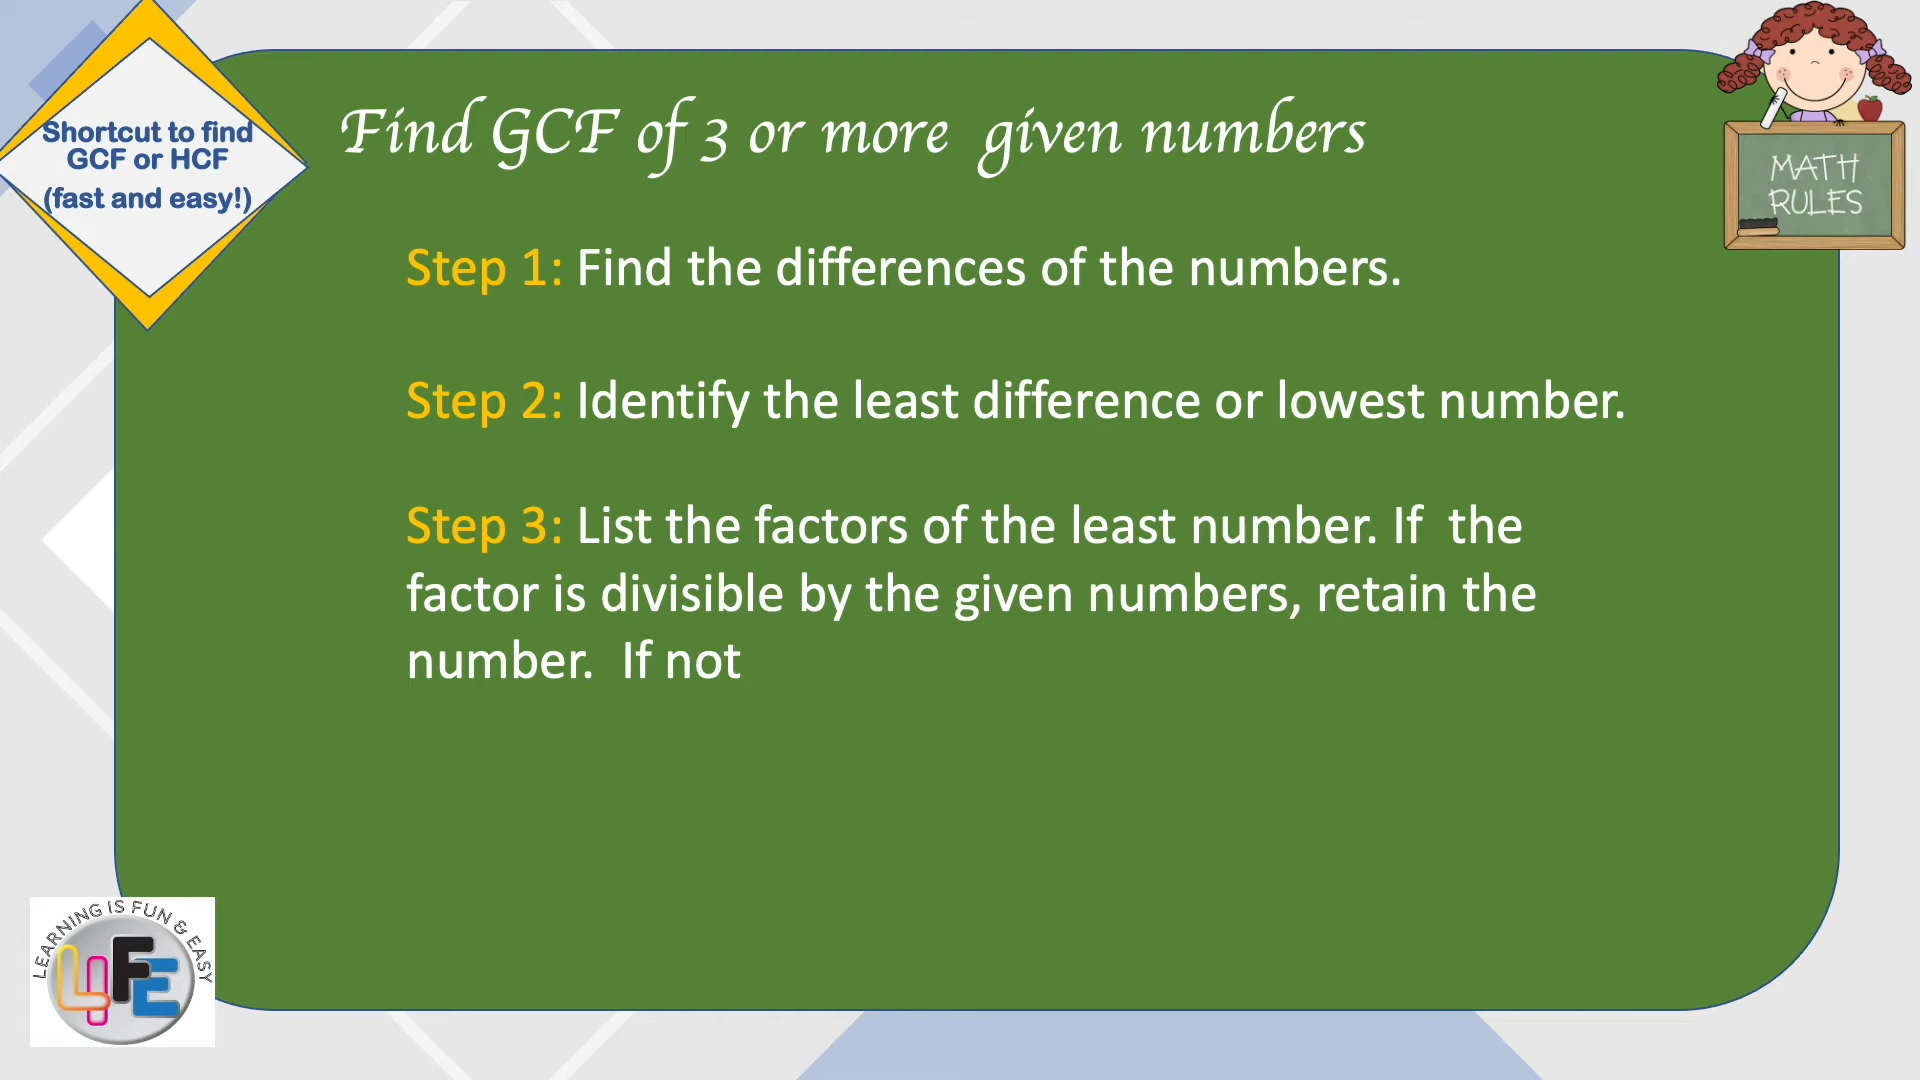 Shortcut to find
GCF or HCF
(fast and easy!)
Find GCF of 3 or more given numbers
MATH
RULES
Step 1: Find the differences of the numbers.
Step 2: Identify the least difference or lowest number.
Step 3: List the factors of the least number. If the
factor is divisible by the given numbers, retain the
number. If not
LEARNING IS FUN & EASY
L4FE